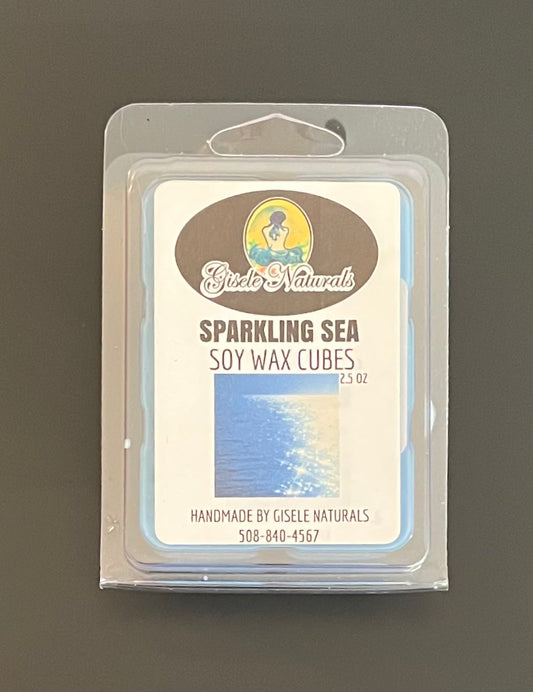 Gisele Naturals
SPARKLING SEA
SOY WAX CUBES
2.5 OZ
HANDMADE BY GISELE NATURALS
508-840-4567